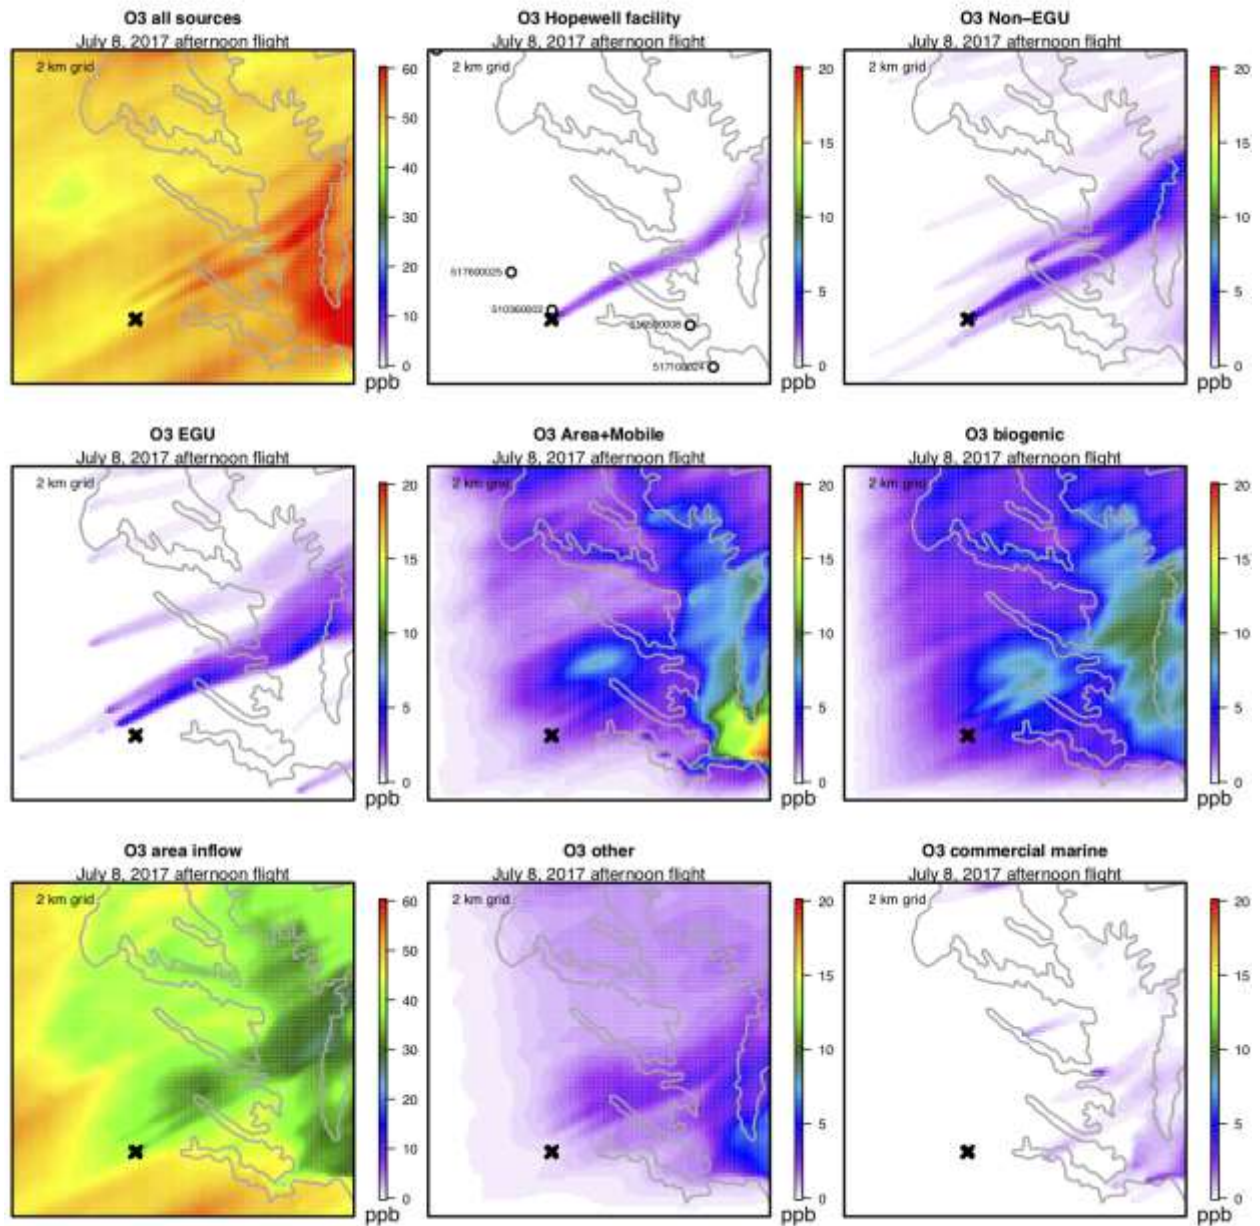 O3 all sources
July 8, 2017 afternoon flight
2 km grid
60
50
40
30
20
10
0
ppb
O3 Hopewell facility
July 8, 2017 afternoon flight
2 km grid
517600025
510360002
517100024
20
15
10
5
0
ppb
O3 Non–EGU
July 8, 2017 afternoon flight
2 km grid
20
15
10
5
0
ppb
O3 EGU
July 8, 2017 afternoon flight
2 km grid
20
15
10
5
0
ppb
O3 Area+Mobile
July 8, 2017 afternoon flight
2 km grid
20
15
10
5
0
ppb
O3 biogenic
July 8, 2017 afternoon flight
2 km grid
20
15
10
5
0
ppb
O3 area inflow
July 8, 2017 afternoon flight
2 km grid
60
50
40
30
20
10
0
ppb
O3 other
July 8, 2017 afternoon flight
2 km grid
20
15
10
5
0
ppb
O3 commercial marine
July 8, 2017 afternoon flight
2 km grid
20
15
10
5
0
ppb